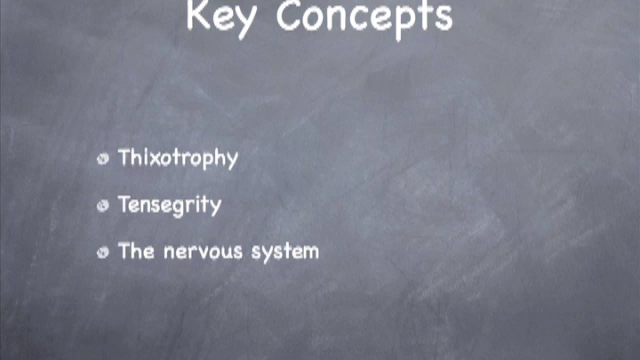 Key Concepts
Thixotrophy
Tensegrity
The nervous system